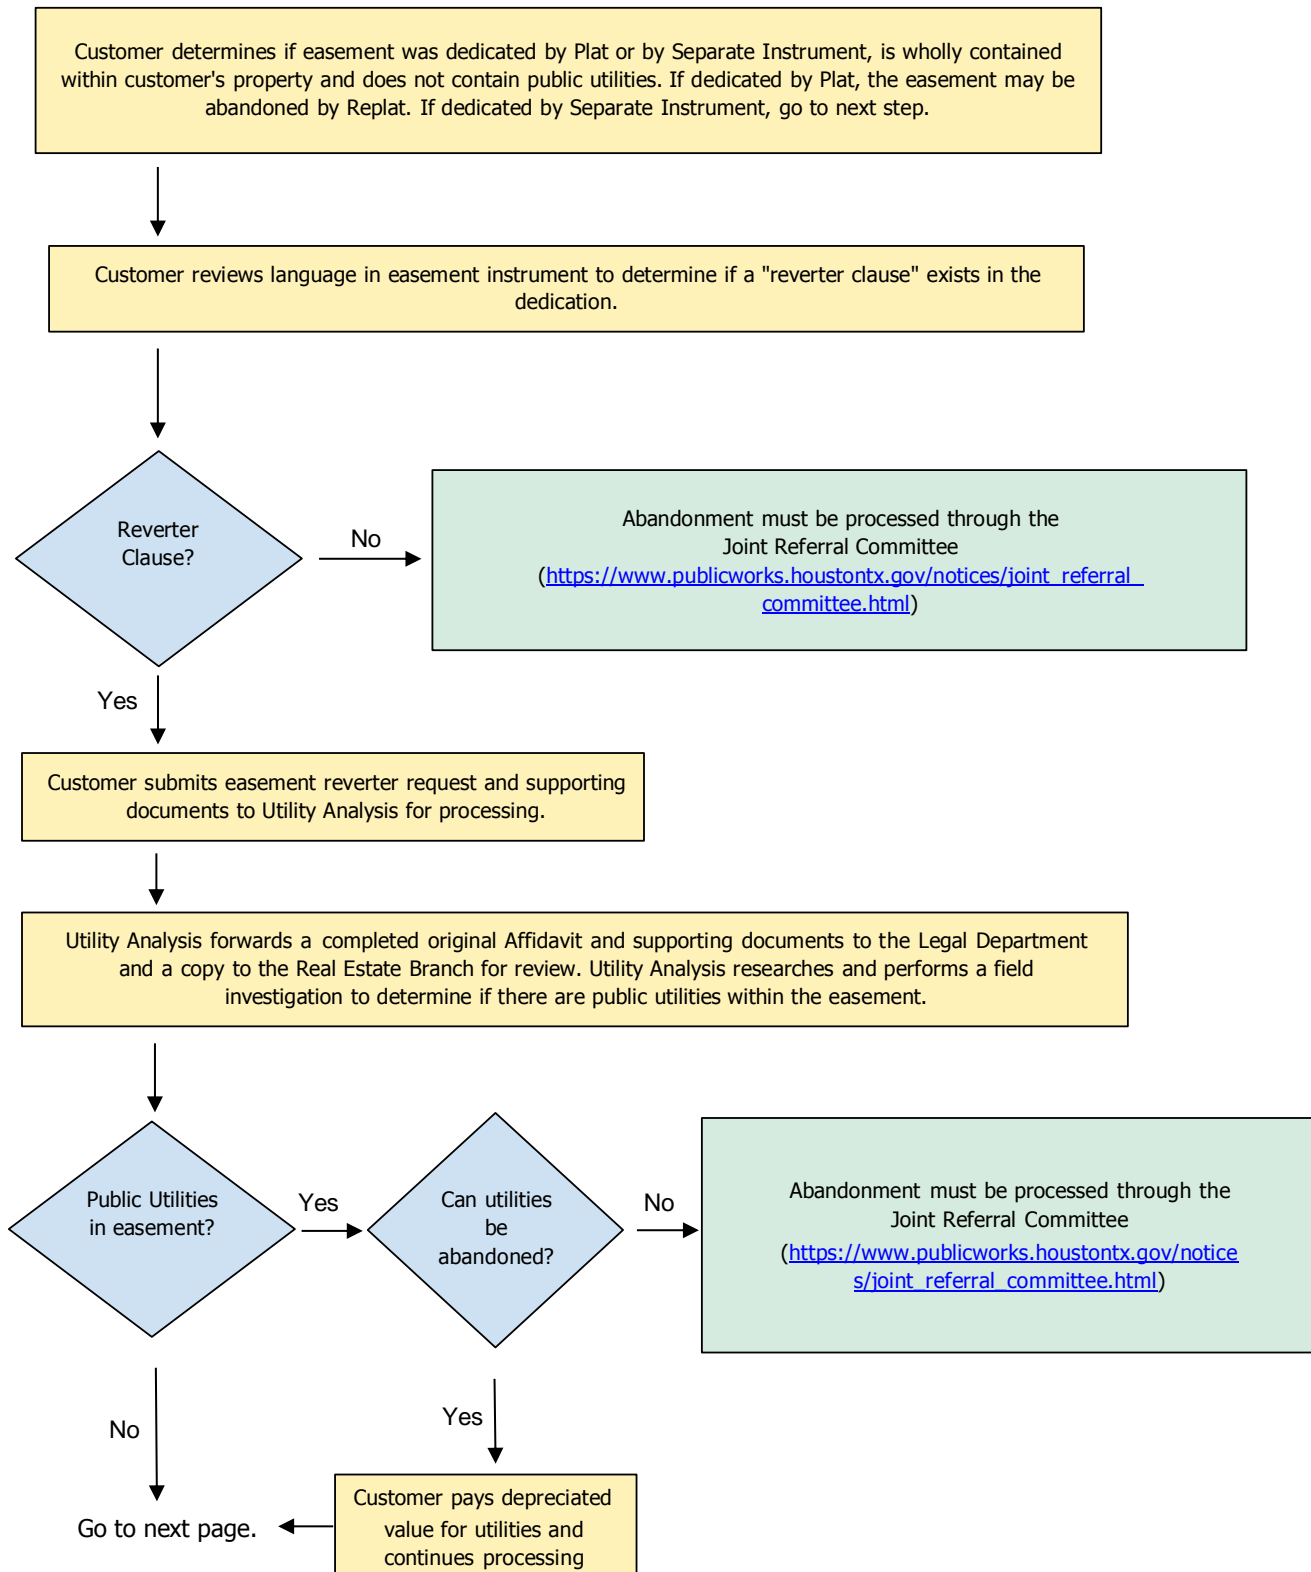 Customer determines if easement was dedicated by Plat or by Separate Instrument, is wholly contained
within customer's property and does not contain public utilities. If dedicated by Plat, the easement may be
abandoned by Replat. If dedicated by Separate Instrument, go to next step.
Customer reviews language in easement instrument to determine if a "reverter clause" exists in the
dedication.
Reverter
Clause?
No
Abandonment must be processed through the
Joint Referral Committee
(https://www.publicworks.houstontx.gov/notices/joint_referral_
committee.html)
Yes
Customer submits easement reverter request and supporting
documents to Utility Analysis for processing.
Utility Analysis forwards a completed original Affidavit and supporting documents to the Legal Department
and a copy to the Real Estate Branch for review. Utility Analysis researches and performs a field
investigation to determine if there are public utilities within the easement.
Public Utilities
in easement?
Yes
Can utilities
be
abandoned?
No
Abandonment must be processed through the
Joint Referral Committee
(https://www.publicworks.houstontx.gov/notice
s/joint_referral_committee.html)
No
Yes
Go to next page.
Customer pays depreciated
value for utilities and
continues processing